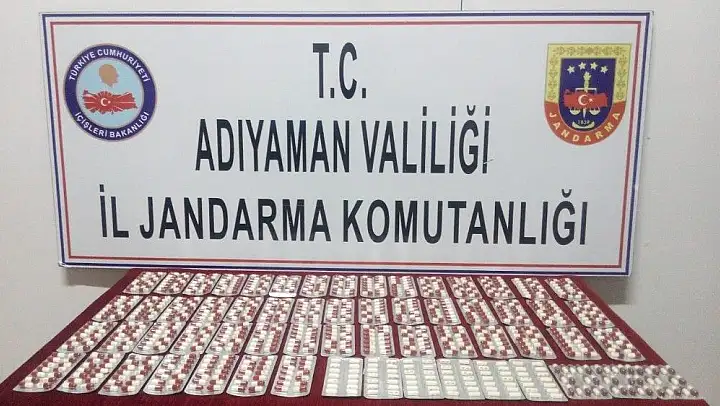 T.C.
ADIYAMAN VALİLİĞİ
İL JANDARMA KOMUTANLIĞI
TÜRKİYE CUMHURİYETİ
İÇİŞLERİ BAKANLIĞI
1839
JANDARMA